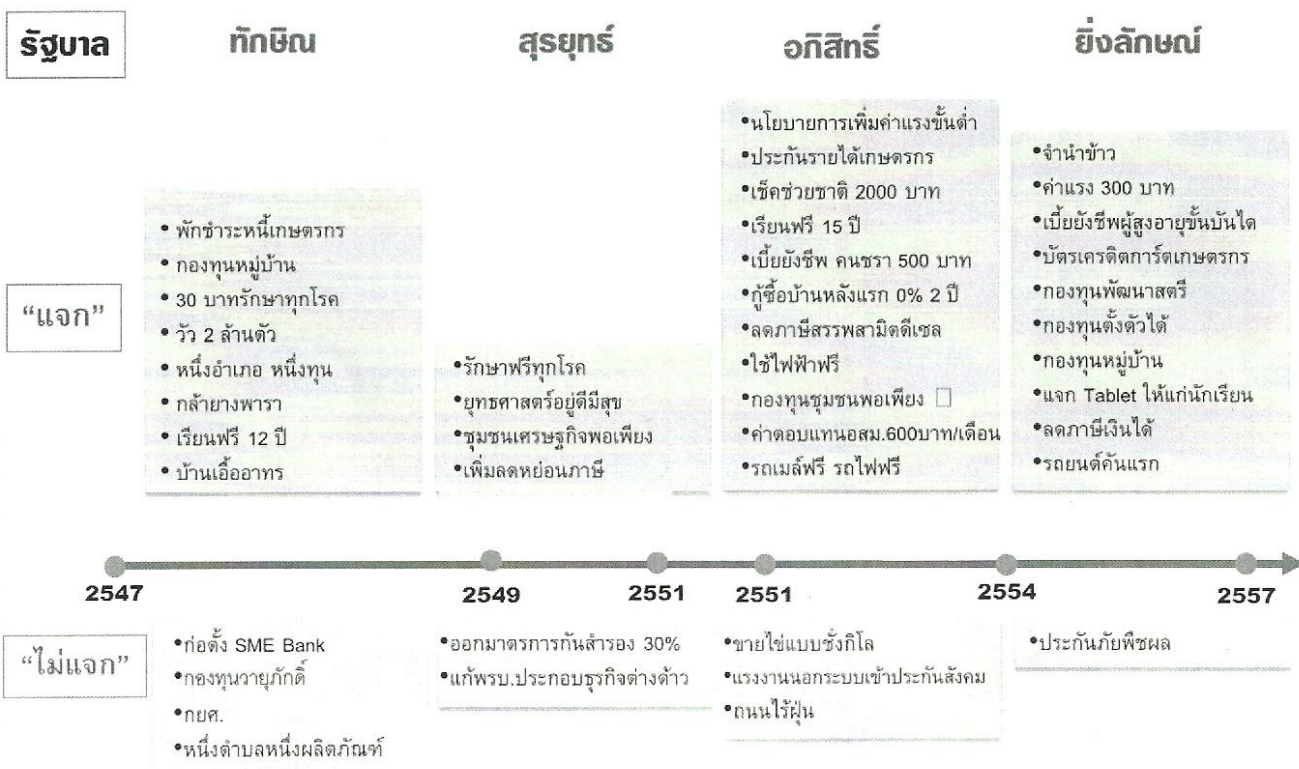 รัฐบาล
ทักษิณ
สุรยุทธ์
อภิสิทธิ์
ยิ่งลักษณ์
“แจก”
• พักชำระหนี้เกษตรกร
• กองทุนหมู่บ้าน
• 30 บาทรักษาทุกโรค
• วัว 2 ล้านตัว
• หนึ่งอำเภอ หนึ่งทุน
• กล้ายางพารา
• เรียนฟรี 12 ปี
• บ้านเอื้ออาทร
•รักษาฟรีทุกโรค
•ยุทธศาสตร์อยู่ดีมีสุข
•ชุมชนเศรษฐกิจพอเพียง
•เพิ่มลดหย่อนภาษี
•นโยบายการเพิ่มค่าแรงขั้นต่ำ
•ประกันรายได้เกษตรกร
•เช็คช่วยชาติ 2000 บาท
•เรียนฟรี 15 ปี
•เบี้ยยังชีพ คนชรา 500 บาท
•กู้ซื้อบ้านหลังแรก 0% 2 ปี
•ลดภาษีสรรพสามิตดีเซล
•ใช้ไฟฟ้าฟรี
•กองทุนชุมชนพอเพียง □
•ค่าตอบแทนอสม.600บาท/เดือน
•รถเมล์ฟรี รถไฟฟรี
•จำนำข้าว
•ค่าแรง 300 บาท
•เบี้ยยังชีพผู้สูงอายุขั้นบันได
•บัตรเครดิตการ์ดเกษตรกร
•กองทุนพัฒนาสตรี
•กองทุนตั้งตัวได้
•กองทุนหมู่บ้าน
•แจก Tablet ให้แก่นักเรียน
•ลดภาษีเงินได้
•รถยนต์คันแรก
2547
2549
2551
2551
2554
2557
“ไม่แจก”
•ก่อตั้ง SME Bank
•กองทุนวายุภักดิ์
•กยศ.
•หนึ่งตำบลหนึ่งผลิตภัณฑ์
•ออกมาตรการกันสำรอง 30%
•แก้พรบ.ประกอบธุรกิจต่างด้าว
•ขายไข่แบบชั่งกิโล
•แรงงานนอกระบบเข้าประกันสังคม
•ถนนไร้ฝุ่น
•ประกันภัยพืชผล